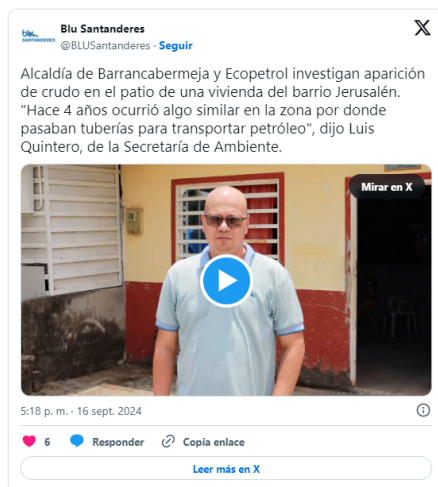 Blu Santanderes
@BLUSantanderes · Seguir
blu
SANTANDERES
Alcaldía de Barrancabermeja y Ecopetrol investigan aparición
de crudo en el patio de una vivienda del barrio Jerusalén.
"Hace 4 años ocurrió algo similar en la zona por donde
pasaban tuberías para transportar petróleo", dijo Luis
Quintero, de la Secretaría de Ambiente.
Mirar en X
5:18 p. m. · 16 sept. 2024
6 Responder Copia enlace
Leer más en X